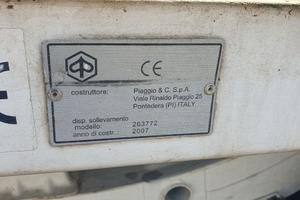 CE
costruttore: Piaggio & C. S.p.A.
Viale Rinaldo Piaggio 25
Pontedera (PI) ITALY
disp. sollevamento
modello: 263772
anno di costr.: 2007